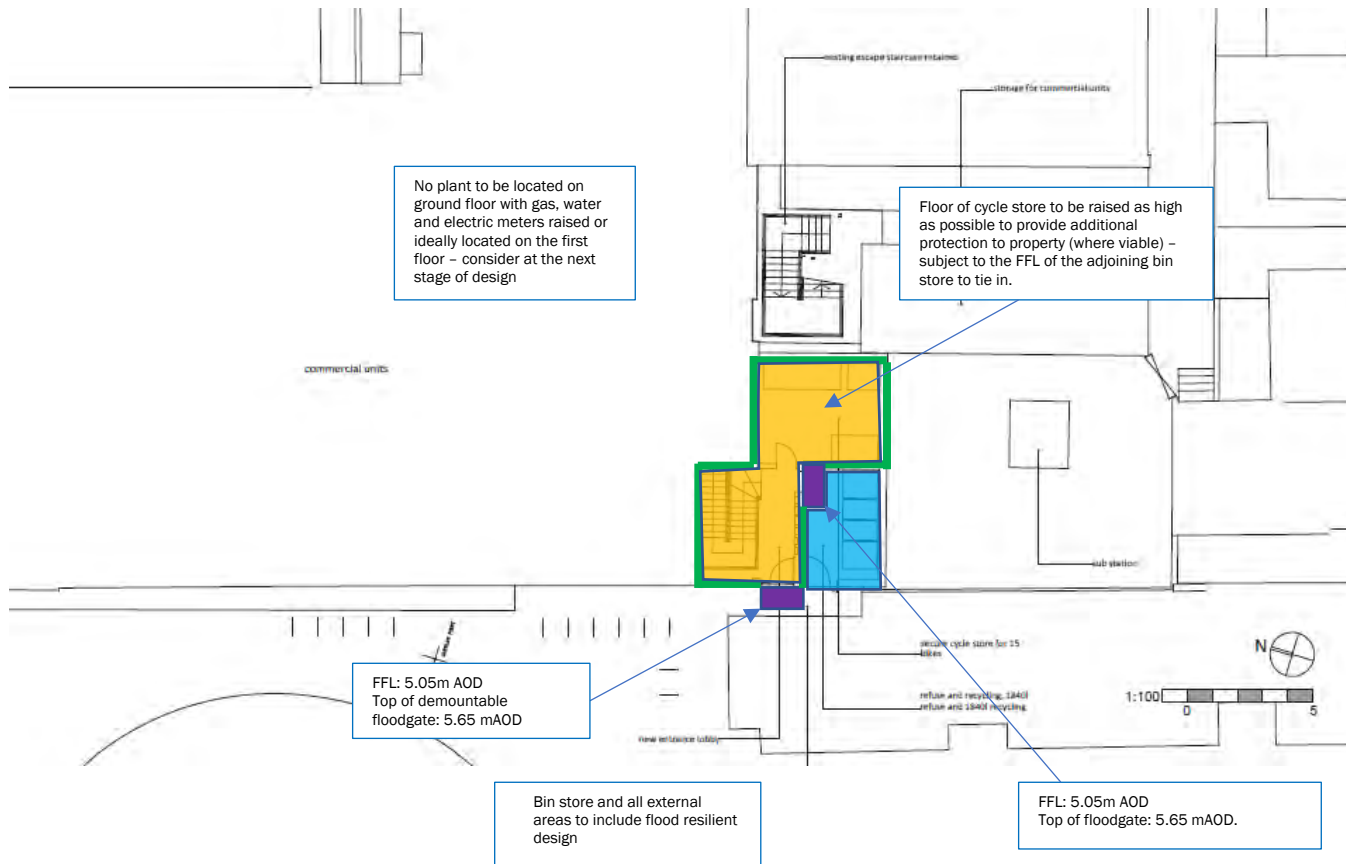 existing escape staircase retained
storage for commercial units
No plant to be located on
ground floor with gas, water
and electric meters raised or
ideally located on the first
floor – consider at the next
stage of design
Floor of cycle store to be raised as high
as possible to provide additional
protection to property (where viable) –
subject to the FFL of the adjoining bin
store to tie in.
commercial units
sub station
secure cycle store for 15
bikes
FFL: 5.05m AOD
Top of demountable
floodgate: 5.65 mAOD
refuse and recycling, 1840l
refuse and 1840l recycling
new entrance lobby
N
1:100
0
5
Bin store and all external
areas to include flood resilient
design
FFL: 5.05m AOD
Top of floodgate: 5.65 mAOD.